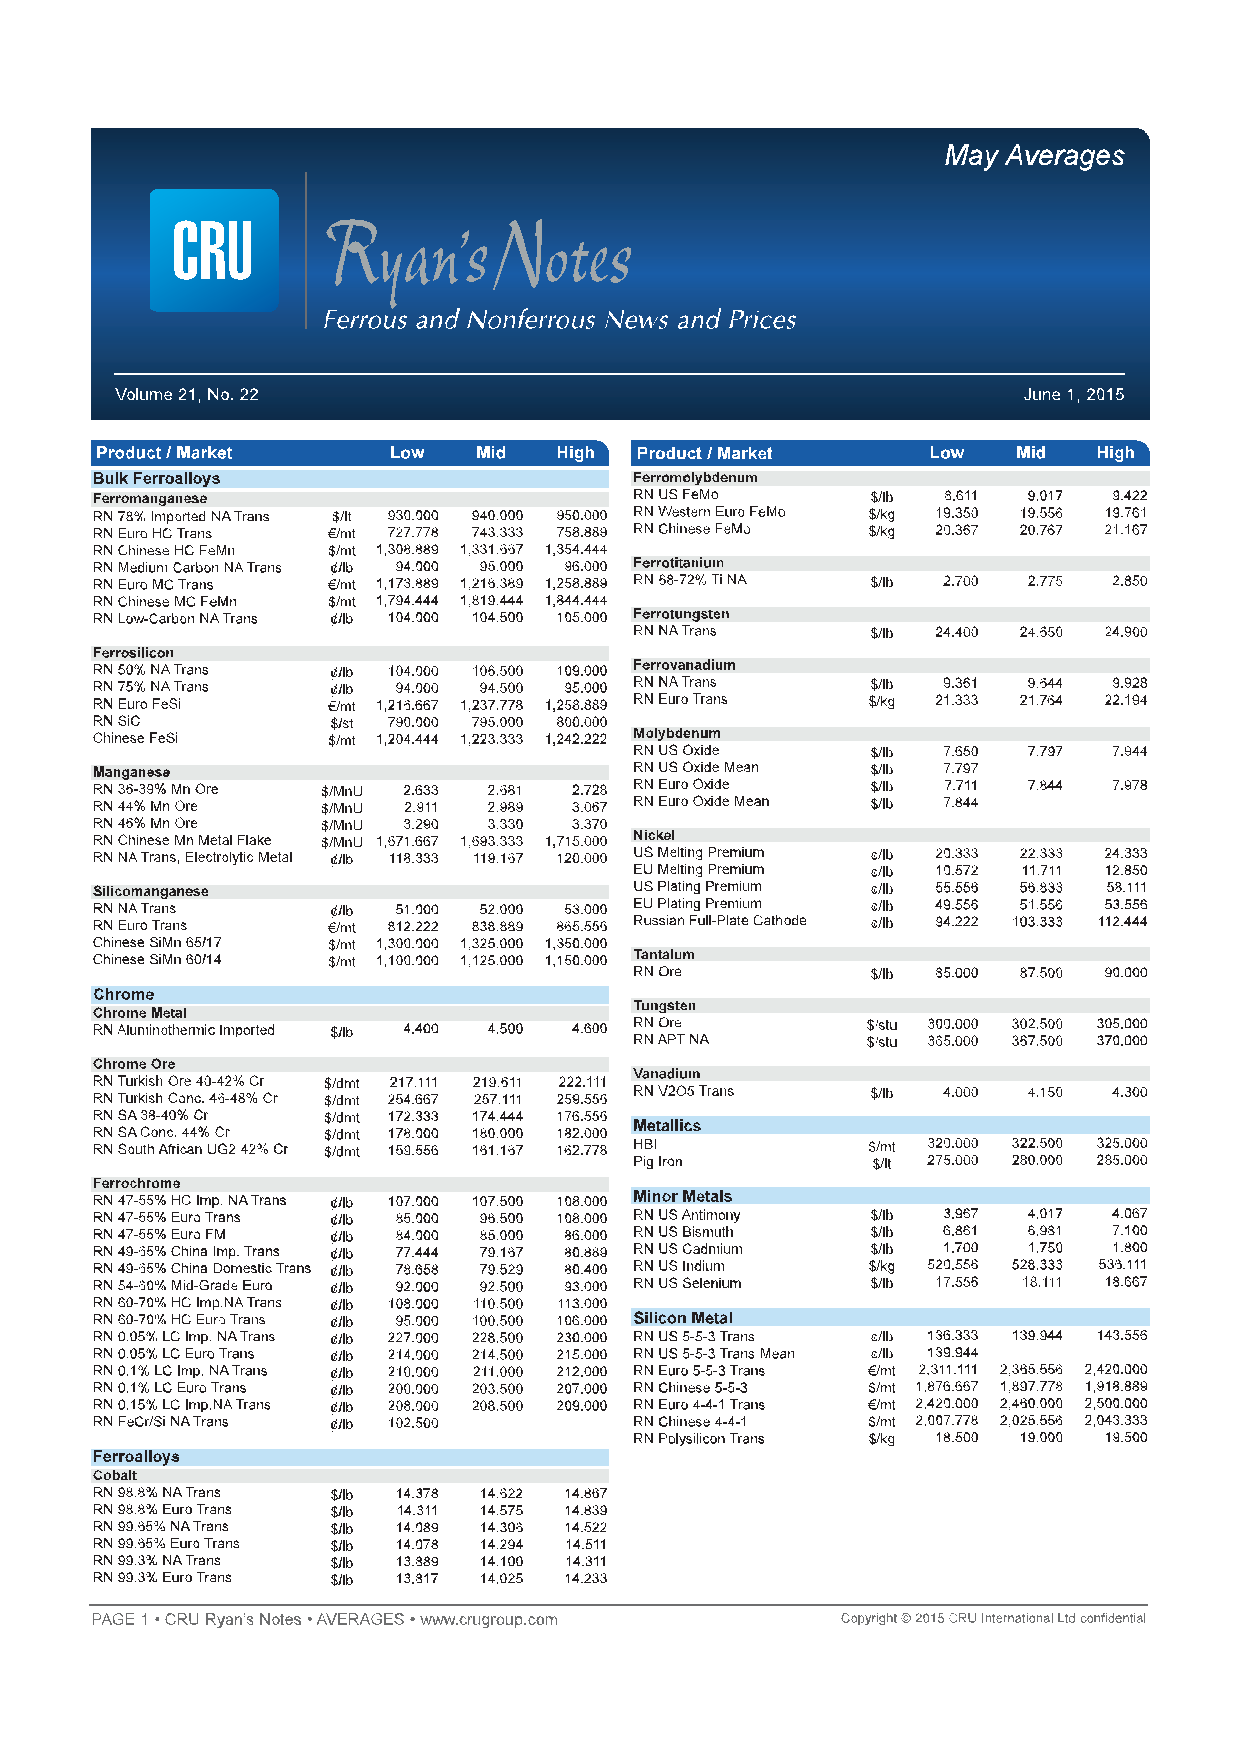 May Averages
CRU
Ryan's Notes
Ferrous and Nonferrous News and Prices
Volume 21, No. 22 June 1, 2015
Product / Market Low Mid High
Bulk Ferroalloys
Ferromanganese
RN 78% Imported NA Trans $/lt 930.000 940.000 950.000
RN Euro HC Trans €/mt 727.778 743.333 758.889
RN Chinese HC FeMn $/mt 1,308.889 1,331.667 1,354.444
RN Medium Carbon NA Trans ¢/lb 94.000 95.000 96.000
RN Euro MC Trans €/mt 1,173.889 1,216.389 1,258.889
RN Chinese MC FeMn $/mt 1,794.444 1,819.444 1,844.444
RN Low-Carbon NA Trans ¢/lb 104.000 104.500 105.000
Ferrosilicon
RN 50% NA Trans ¢/lb 104.000 106.500 109.000
RN 75% NA Trans ¢/lb 94.000 94.500 95.000
RN Euro FeSi €/mt 1,216.667 1,237.778 1,258.889
RN SiC $/st 790.000 795.000 800.000
Chinese FeSi $/mt 1,204.444 1,223.333 1,242.222
Manganese
RN 36-39% Mn Ore $/MnU 2.633 2.681 2.728
RN 44% Mn Ore $/MnU 2.911 2.989 3.067
RN 46% Mn Ore $/MnU 3.290 3.330 3.370
RN Chinese Mn Metal Flake $/MnU 1,671.667 1,693.333 1,715.000
RN NA Trans, Electrolytic Metal ¢/lb 118.333 119.167 120.000
Silicomanganese
RN NA Trans ¢/lb 51.000 52.000 53.000
RN Euro Trans €/mt 812.222 838.889 865.556
Chinese SiMn 65/17 $/mt 1,300.000 1,325.000 1,350.000
Chinese SiMn 60/14 $/mt 1,100.000 1,125.000 1,150.000
Chrome
Chrome Metal
RN Aluminothermic Imported $/lb 4.400 4.500 4.600
Chrome Ore
RN Turkish Ore 40-42% Cr $/dmt 217.111 219.611 222.111
RN Turkish Conc. 46-48% Cr $/dmt 254.667 257.111 259.556
RN SA 38-40% Cr $/dmt 172.333 174.444 176.556
RN SA Conc. 44% Cr $/dmt 178.000 180.000 182.000
RN South African UG2 42% Cr $/dmt 159.556 161.167 162.778
Ferrochrome
RN 47-55% HC Imp. NA Trans ¢/lb 107.000 107.500 108.000
RN 47-55% Euro Trans ¢/lb 85.000 96.500 108.000
RN 47-55% Euro FM ¢/lb 84.000 85.000 86.000
RN 49-65% China Imp. Trans ¢/lb 77.444 79.167 80.889
RN 49-65% China Domestic Trans ¢/lb 78.658 79.529 80.400
RN 54-60% Mid-Grade Euro ¢/lb 92.000 92.500 93.000
RN 60-70% HC Imp.NA Trans ¢/lb 108.000 110.500 113.000
RN 60-70% HC Euro Trans ¢/lb 95.000 100.500 106.000
RN 0.05% LC Imp. NA Trans ¢/lb 227.000 228.500 230.000
RN 0.05% LC Euro Trans ¢/lb 214.000 214.500 215.000
RN 0.1% LC Imp. NA Trans ¢/lb 210.000 211.000 212.000
RN 0.1% LC Euro Trans ¢/lb 200.000 203.500 207.000
RN 0.15% LC Imp.NA Trans ¢/lb 208.000 208.500 209.000
RN FeCr/Si NA Trans ¢/lb 102.500
Ferroalloys
Cobalt
RN 98.8% NA Trans $/lb 14.378 14.622 14.867
RN 98.8% Euro Trans $/lb 14.311 14.575 14.839
RN 99.65% NA Trans $/lb 14.089 14.306 14.522
RN 99.65% Euro Trans $/lb 14.078 14.294 14.511
RN 99.3% NA Trans $/lb 13.889 14.100 14.311
RN 99.3% Euro Trans $/lb 13.817 14.025 14.233
Product / Market Low Mid High
Ferromolybdenum
RN US FeMo $/lb 8.611 9.017 9.422
RN Western Euro FeMo $/kg 19.350 19.556 19.761
RN Chinese FeMo $/kg 20.367 20.767 21.167
Ferrotitanium
RN 68-72% Ti NA $/lb 2.700 2.775 2.850
Ferrotungsten
RN NA Trans $/lb 24.400 24.650 24.900
Ferrovanadium
RN NA Trans $/lb 9.361 9.644 9.928
RN Euro Trans $/kg 21.333 21.764 22.194
Molybdenum
RN US Oxide $/lb 7.650 7.797 7.944
RN US Oxide Mean $/lb 7.797
RN Euro Oxide $/lb 7.711 7.844 7.978
RN Euro Oxide Mean $/lb 7.844
Nickel
US Melting Premium ¢/lb 20.333 22.333 24.333
EU Melting Premium ¢/lb 10.572 11.711 12.850
US Plating Premium ¢/lb 55.556 56.833 58.111
EU Plating Premium ¢/lb 49.556 51.556 53.556
Russian Full-Plate Cathode ¢/lb 94.222 103.333 112.444
Tantalum
RN Ore $/lb 85.000 87.500 90.000
Tungsten
RN Ore $/stu 300.000 302.500 305.000
RN APT NA $/stu 365.000 367.500 370.000
Vanadium
RN V2O5 Trans $/lb 4.000 4.150 4.300
Metallics
HBI $/mt 320.000 322.500 325.000
Pig Iron $/lt 275.000 280.000 285.000
Minor Metals
RN US Antimony $/lb 3.967 4.017 4.067
RN US Bismuth $/lb 6.861 6.981 7.100
RN US Cadmium $/lb 1.700 1.750 1.800
RN US Indium $/kg 520.556 528.333 536.111
RN US Selenium $/lb 17.556 18.111 18.667
Silicon Metal
RN US 5-5-3 Trans ¢/lb 136.333 139.944 143.556
RN US 5-5-3 Trans Mean ¢/lb 139.944
RN Euro 5-5-3 Trans €/mt 2,311.111 2,365.556 2,420.000
RN Chinese 5-5-3 $/mt 1,876.667 1,897.778 1,918.889
RN Euro 4-4-1 Trans €/mt 2,420.000 2,460.000 2,500.000
RN Chinese 4-4-1 $/mt 2,007.778 2,025.556 2,043.333
RN Polysilicon Trans $/kg 18.500 19.000 19.500
PAGE 1 • CRU Ryan's Notes • AVERAGES • www.crugroup.com Copyright © 2015 CRU International Ltd confidential